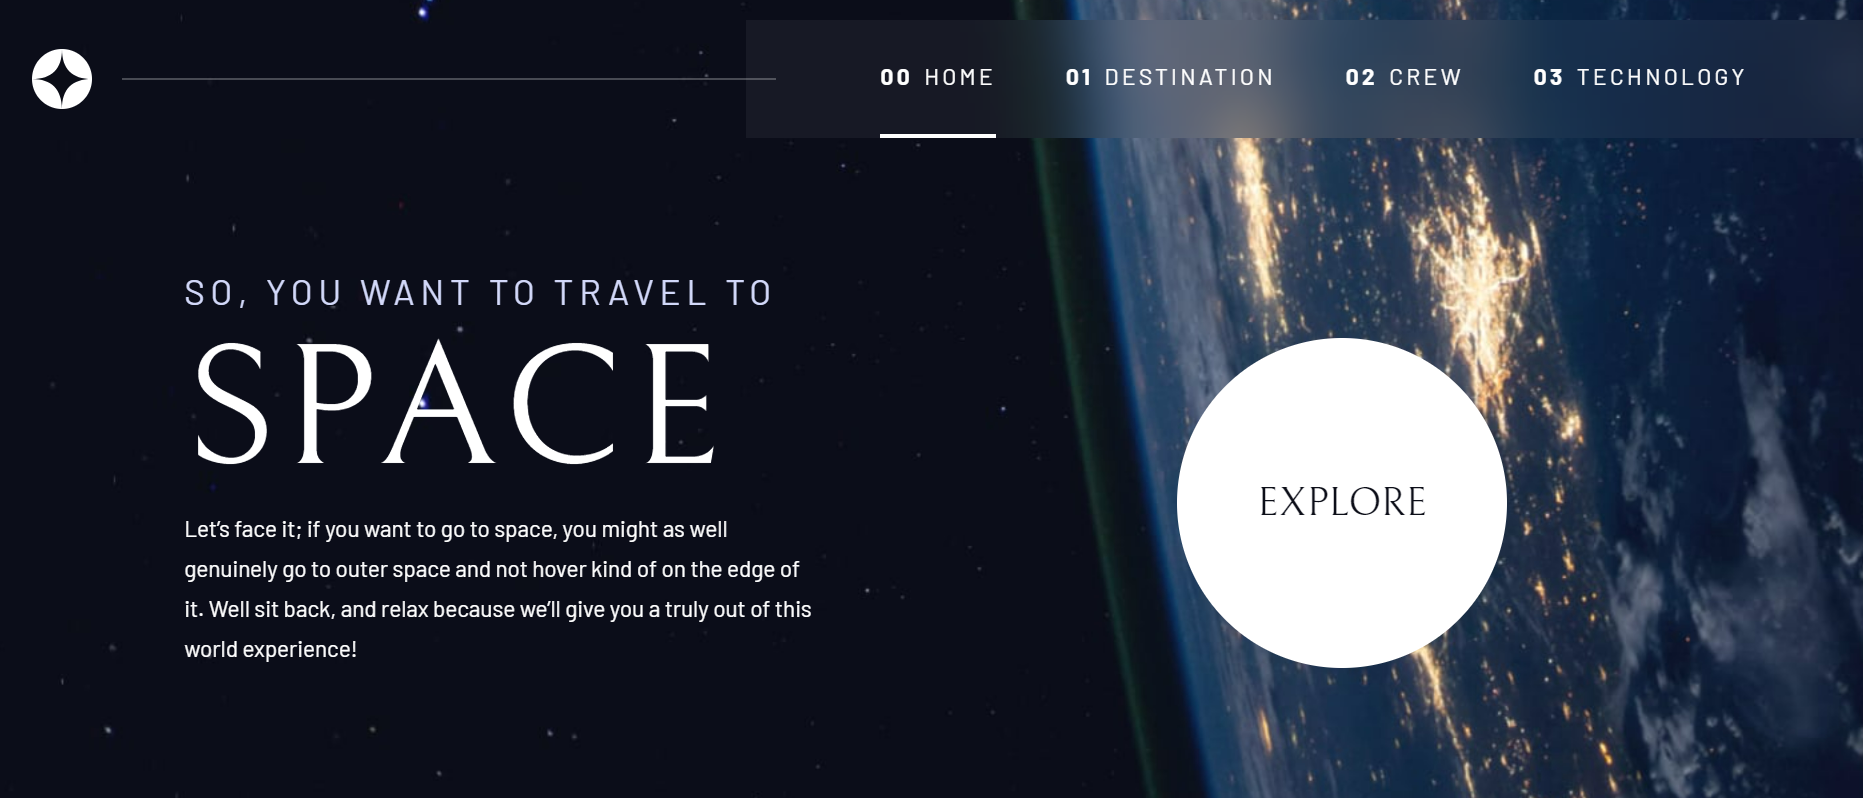 00 HOME 01 DESTINATION 02 CREW 03 TECHNOLOGY
SO, YOU WANT TO TRAVEL TO
SPACE
Let’s face it; if you want to go to space, you might as well
genuinely go to outer space and not hover kind of on the edge of
it. Well sit back, and relax because we’ll give you a truly out of this
world experience!
EXPLORE